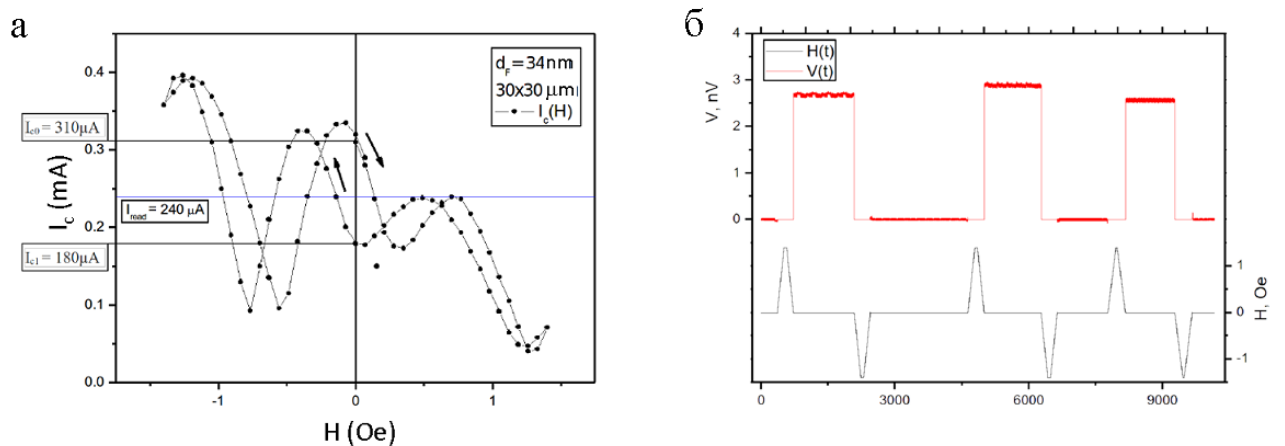 а
d_F = 34nm
30x30 μm
I_c(H)
0.4
0.3
0.2
0.1
0.0
I_c0 = 310μA
I_read = 240 μA
I_c1 = 180μA
I_c (mA)
-1
0
1
H (Oe)
б
H(t)
V(t)
4
3
2
1
0
V, nV
1
0
-1
H, Oe
0
3000
6000
9000